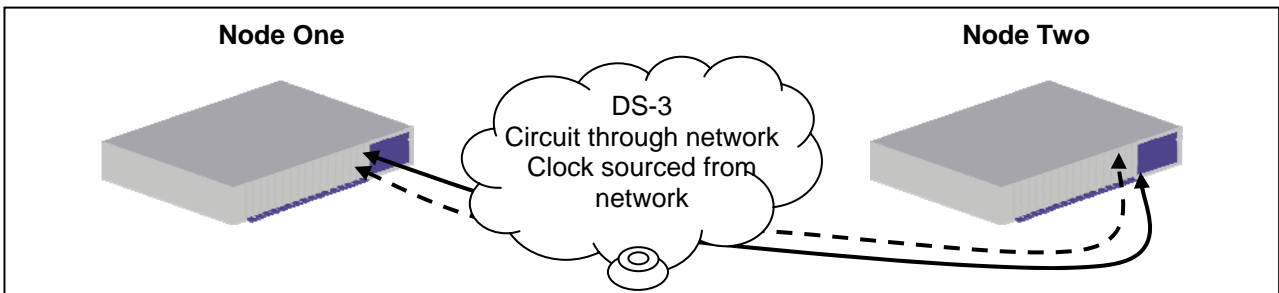 Node One
Node Two
DS-3
Circuit through network
Clock sourced from
network